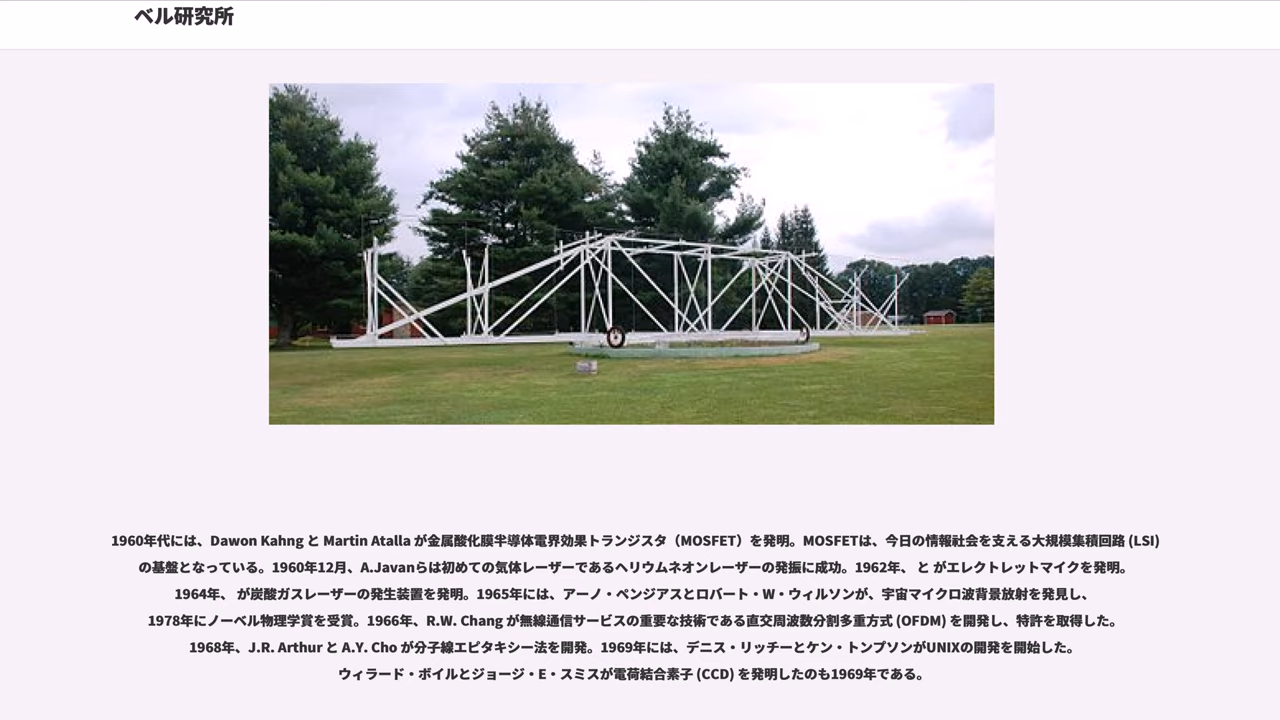 ベル研究所
1960年代には、Dawon Kahng と Martin Atalla が金属酸化膜半導体電界効果トランジスタ（MOSFET）を発明。MOSFETは、今日の情報社会を支える大規模集積回路 (LSI)
の基盤となっている。1960年12月、A.Javanらは初めての気体レーザーであるヘリウムネオンレーザーの発振に成功。1962年、 と がエレクトレットマイクを発明。
1964年、 が炭酸ガスレーザーの発生装置を発明。1965年には、アーノ・ペンジアスとロバート・W・ウィルソンが、宇宙マイクロ波背景放射を発見し、
1978年にノーベル物理学賞を受賞。1966年、R.W. Chang が無線通信サービスの重要な技術である直交周波数分割多重方式 (OFDM) を開発し、特許を取得した。
1968年、J.R. Arthur と A.Y. Cho が分子線エピタキシー法を開発。1969年には、デニス・リッチーとケン・トンプソンがUNIXの開発を開始した。
ウィラード・ボイルとジョージ・E・スミスが電荷結合素子 (CCD) を発明したのも1969年である。